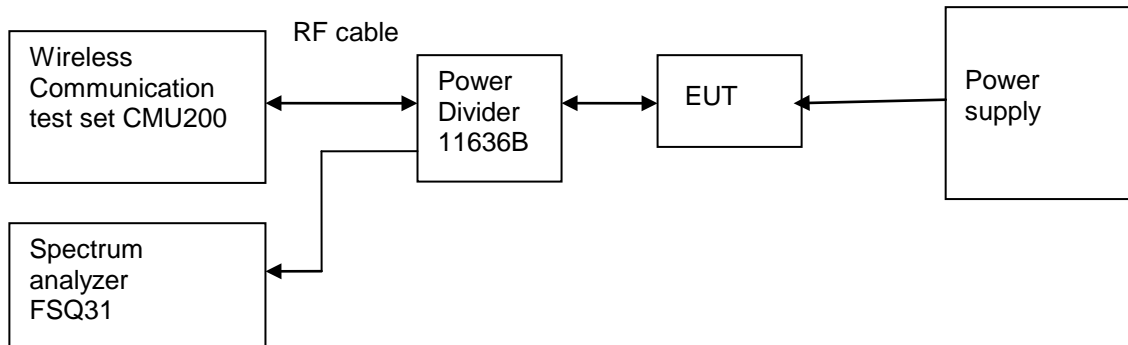 RF cable
Wireless
Communication
test set CMU200
Power
Divider
11636B
EUT
Power
supply
Spectrum
analyzer
FSQ31